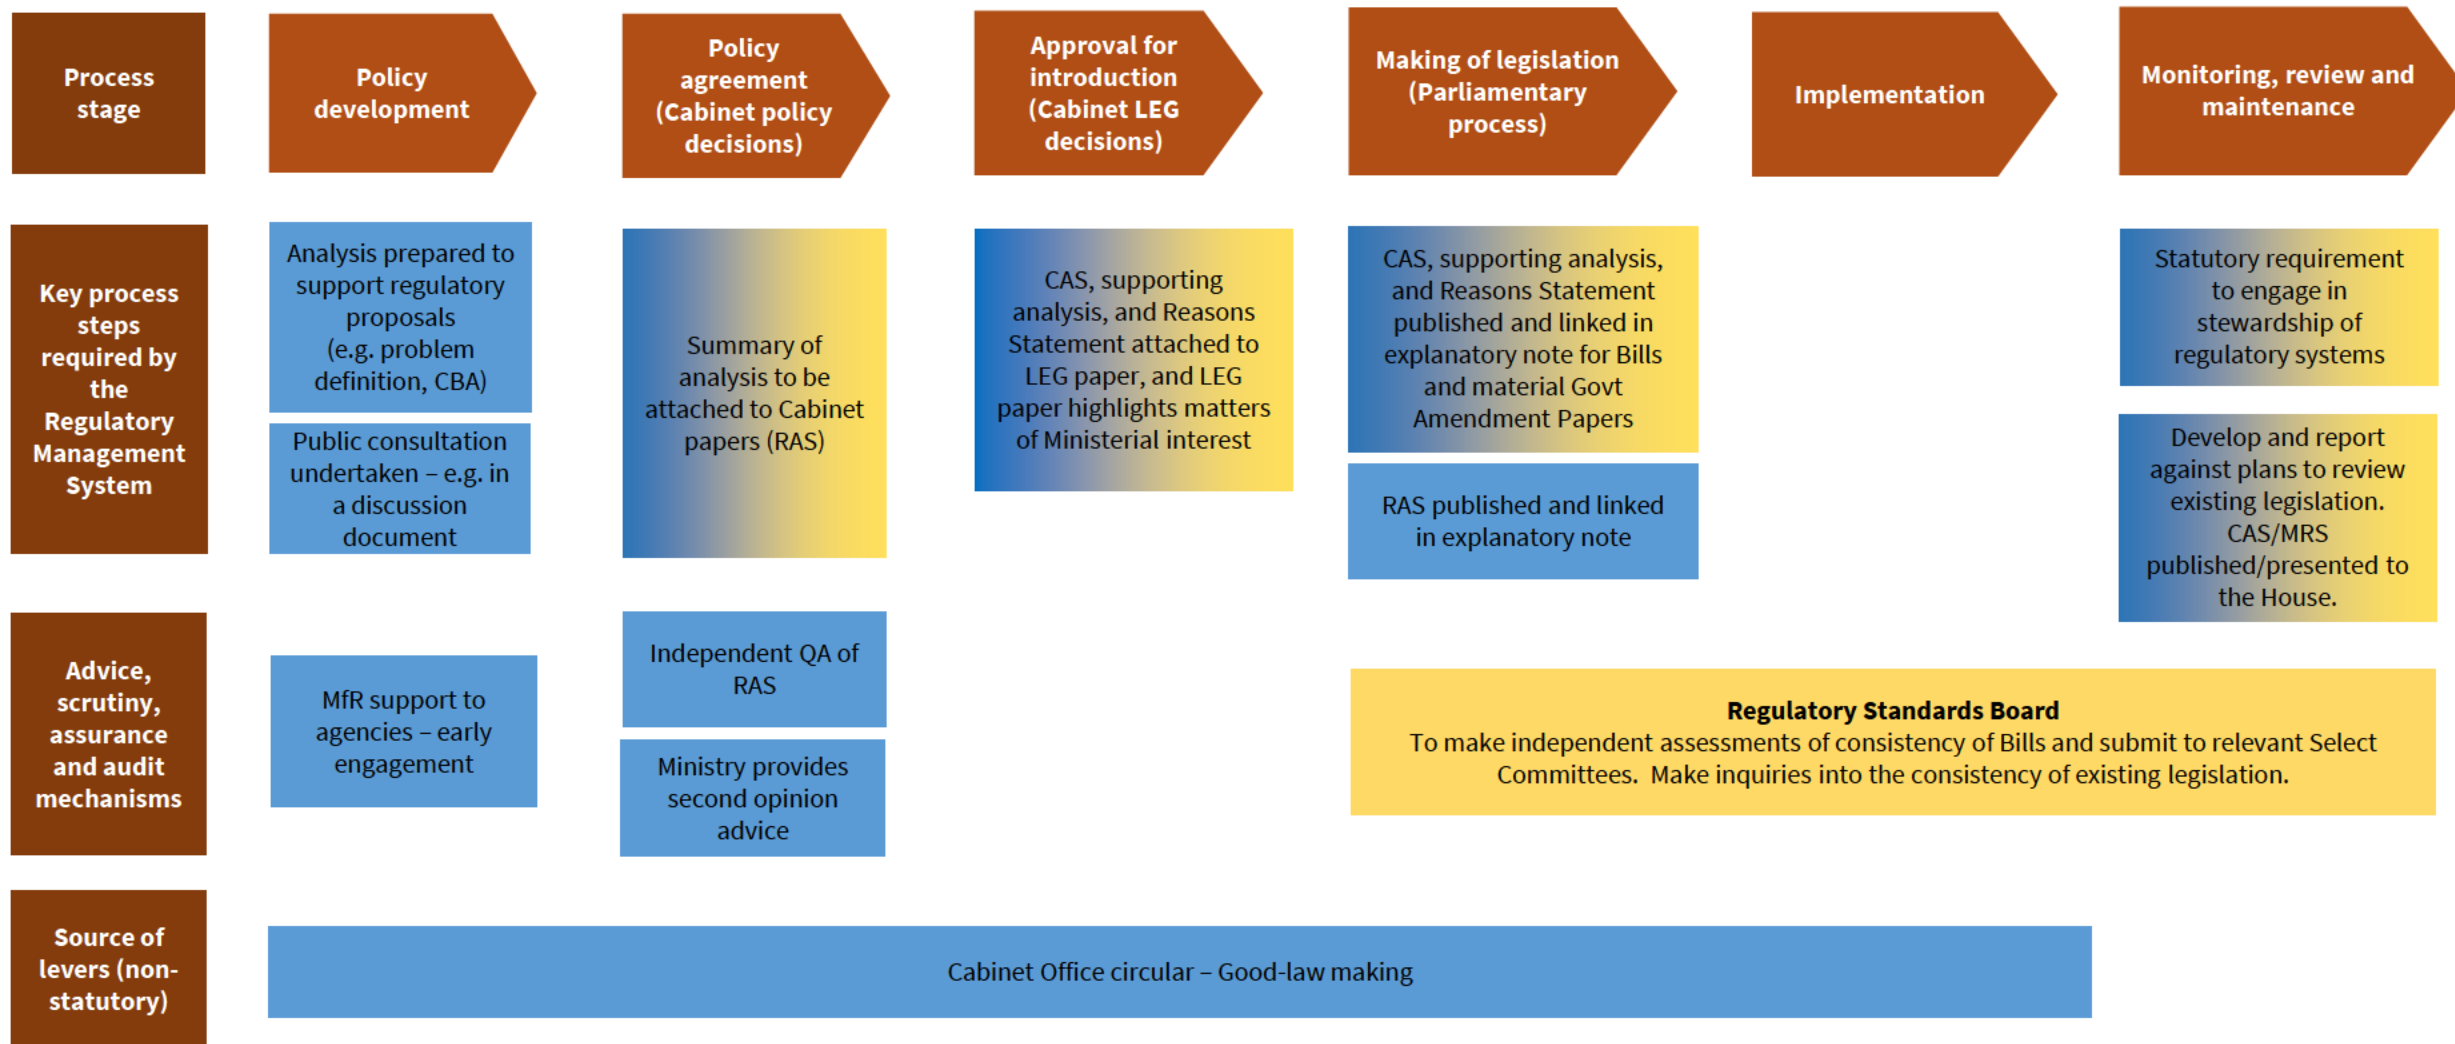 Process
stage
Policy
development
Policy
agreement
(Cabinet policy
decisions)
Approval for
introduction
(Cabinet LEG
decisions)
Making of legislation
(Parliamentary
process)
Implementation
Monitoring, review and
maintenance
Key process
steps
required by
the
Regulatory
Management
System
Analysis prepared to
support regulatory
proposals
(e.g. problem
definition, CBA)
Public consultation
undertaken – e.g. in
a discussion
document
Summary of
analysis to be
attached to Cabinet
papers (RAS)
CAS, supporting
analysis, and Reasons
Statement attached to
LEG paper, and LEG
paper highlights matters
of Ministerial interest
CAS, supporting analysis,
and Reasons Statement
published and linked in
explanatory note for Bills
and material Govt
Amendment Papers
RAS published and linked
in explanatory note
Statutory requirement
to engage in
stewardship of
regulatory systems
Develop and report
against plans to review
existing legislation.
CAS/MRS
published/presented to
the House.
Advice,
scrutiny,
assurance
and audit
mechanisms
MfR support to
agencies – early
engagement
Independent QA of
RAS
Ministry provides
second opinion
advice
Regulatory Standards Board
To make independent assessments of consistency of Bills and submit to relevant Select
Committees.  Make inquiries into the consistency of existing legislation.
Source of
levers (non-
statutory)
Cabinet Office circular – Good-law making